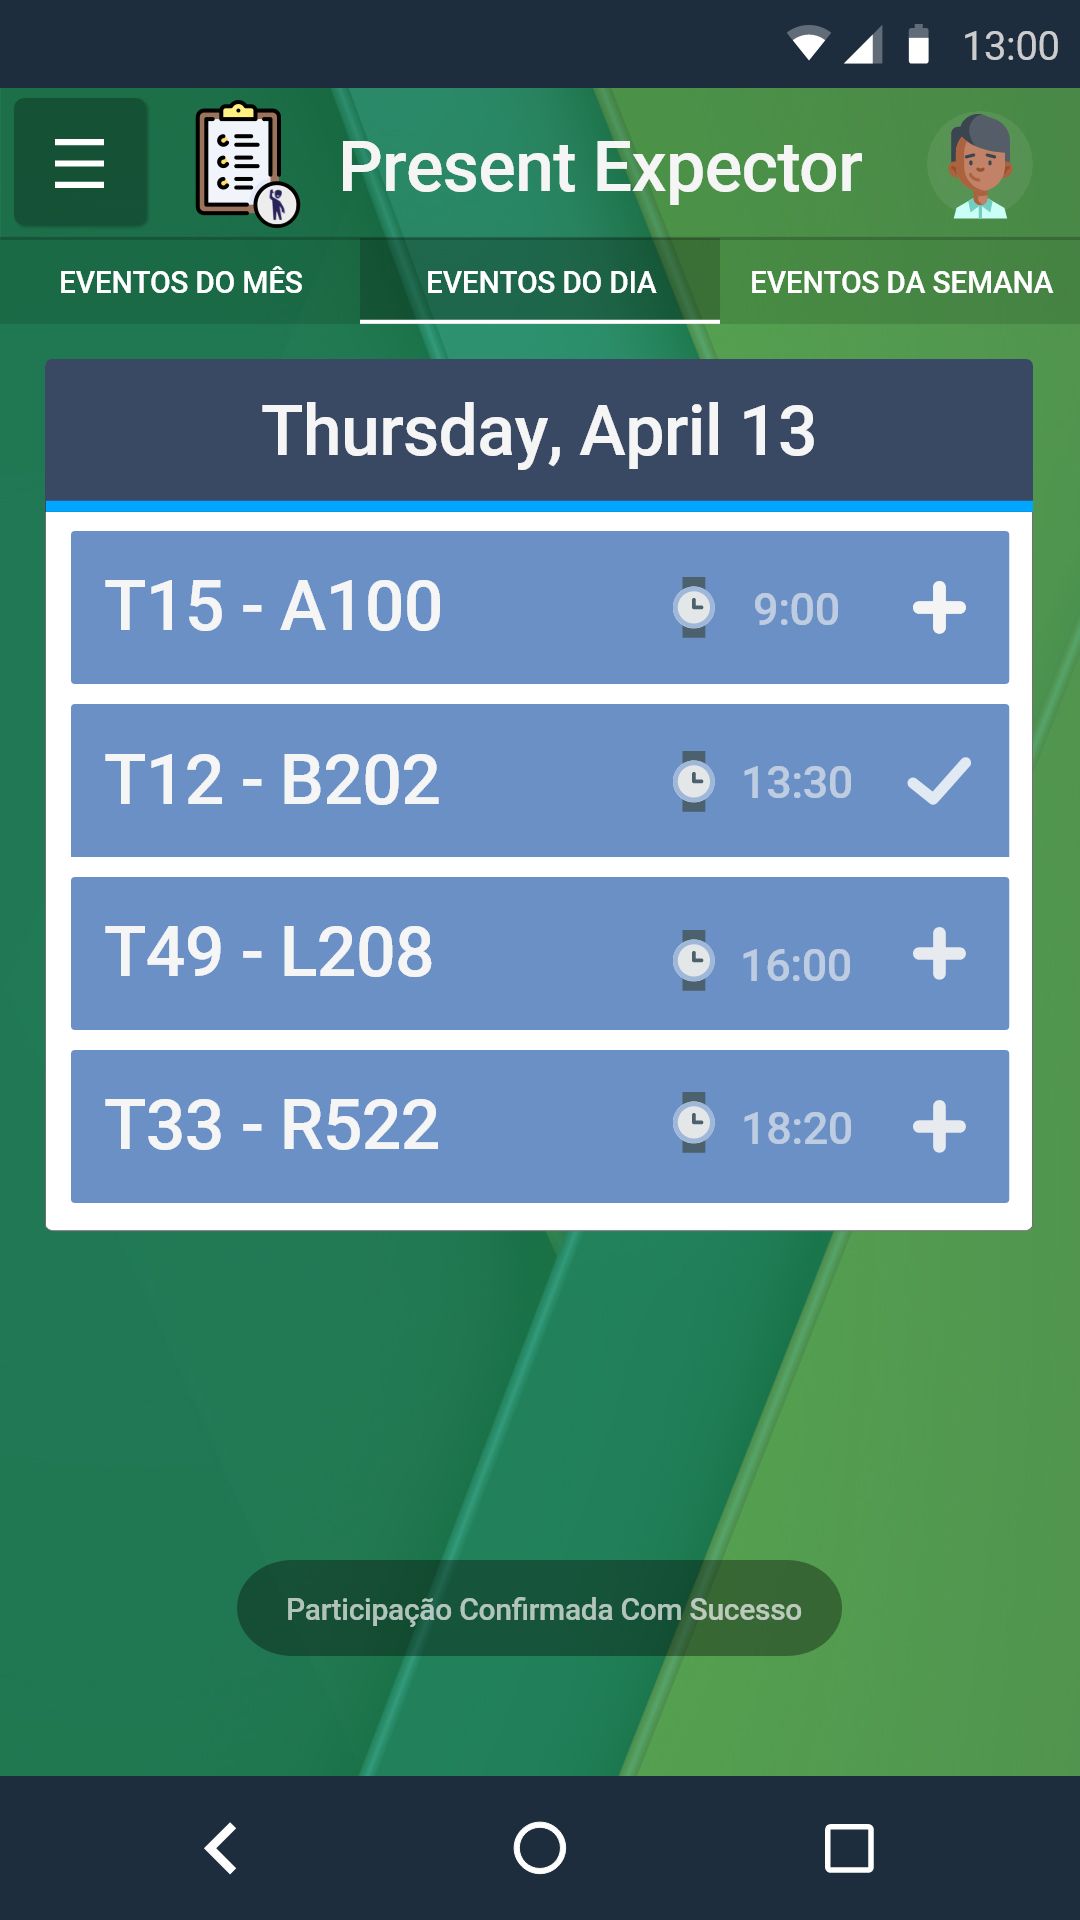 13:00
Present Expector
EVENTOS DO MÊS
EVENTOS DO DIA
EVENTOS DA SEMANA
Thursday, April 13
T15 - A100 9:00
T12 - B202 13:30
T49 - L208 16:00
T33 - R522 18:20
Participação Confirmada Com Sucesso